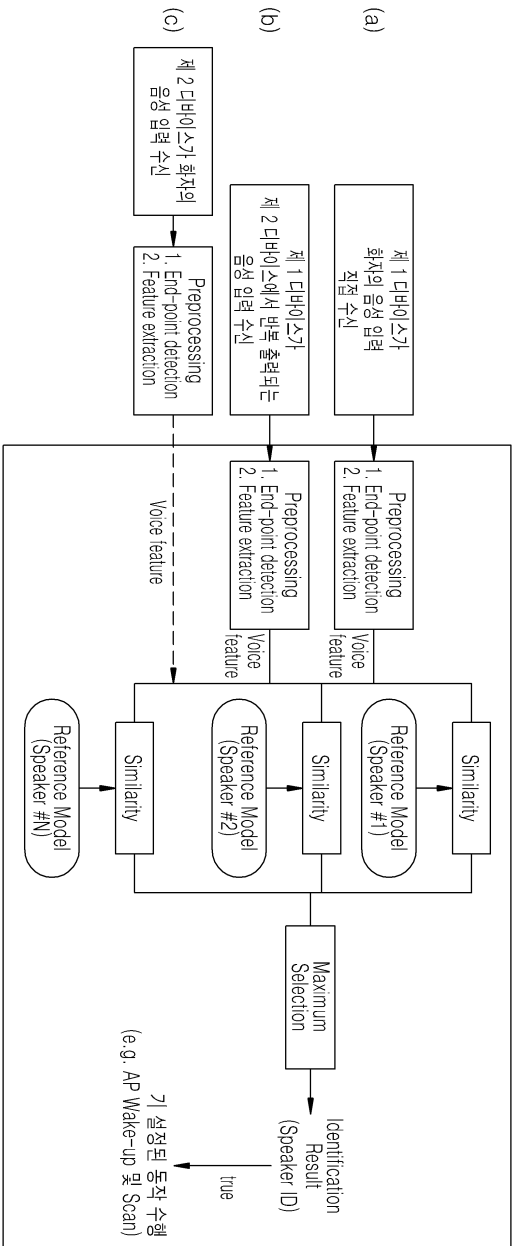 (a)
제 1 디바이스가
화자의 음성 입력
직접 수신
Preprocessing
1. End-point detection
2. Feature extraction
Voice
feature
(b)
제 1 디바이스가
제 2 디바이스에서 반복 출력되는
음성 입력 수신
Preprocessing
1. End-point detection
2. Feature extraction
Voice
feature
(c)
제 2 디바이스가 화자의
음성 입력 수신
Preprocessing
1. End-point detection
2. Feature extraction
Voice feature
Similarity
Reference Model
(Speaker #1)
Similarity
Reference Model
(Speaker #2)
Similarity
Reference Model
(Speaker #N)
Maximum
Selection
Identification
Result
(Speaker ID)
true
기 설정된 동작 수행
(e.g. AP Wake-up 및 Scan)